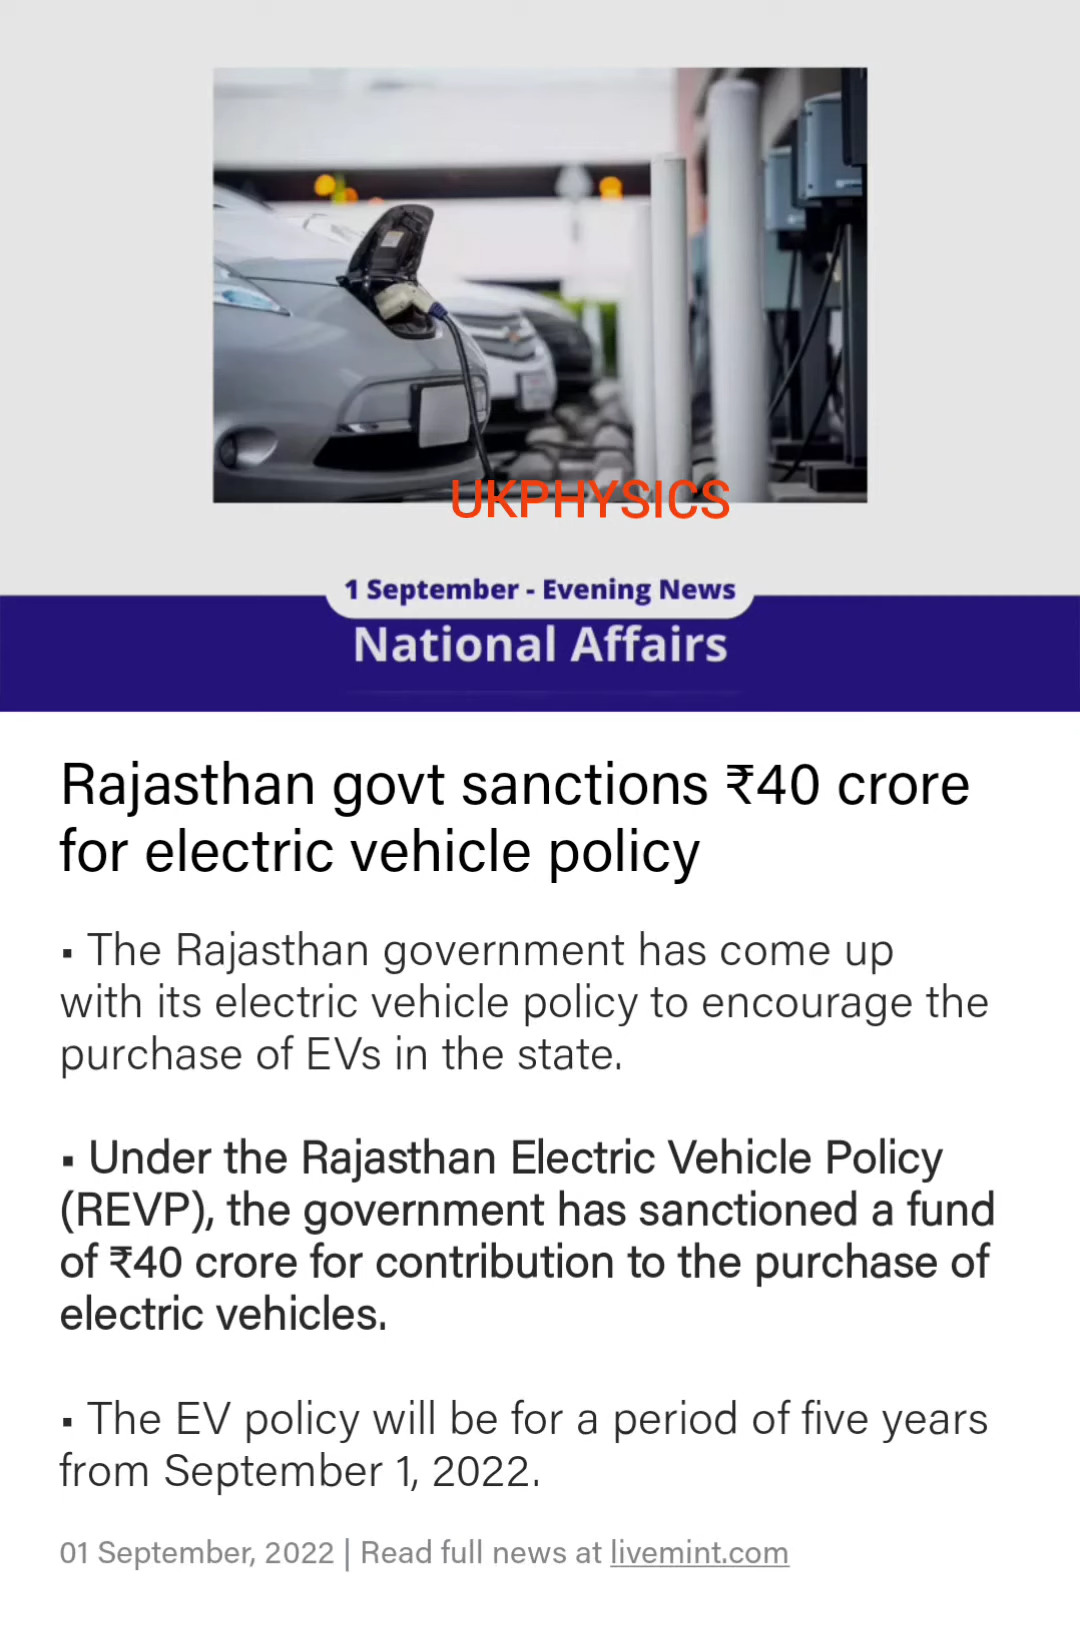 UKPHYSICS
1 September - Evening News
National Affairs
Rajasthan govt sanctions ₹40 crore
for electric vehicle policy
▪ The Rajasthan government has come up
with its electric vehicle policy to encourage the
purchase of EVs in the state.
▪ Under the Rajasthan Electric Vehicle Policy
(REVP), the government has sanctioned a fund
of ₹40 crore for contribution to the purchase of
electric vehicles.
▪ The EV policy will be for a period of five years
from September 1, 2022.
01 September, 2022 | Read full news at livemint.com